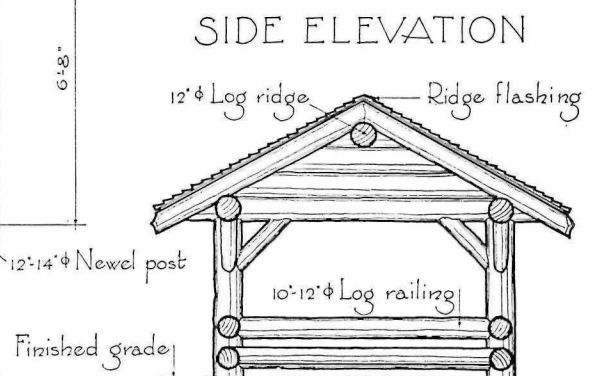 SIDE ELEVATION
6'-8"
12"ϕ Log ridge
Ridge flashing
12"-14"ϕ Newel post
10"-12"ϕ Log railing
Finished grade